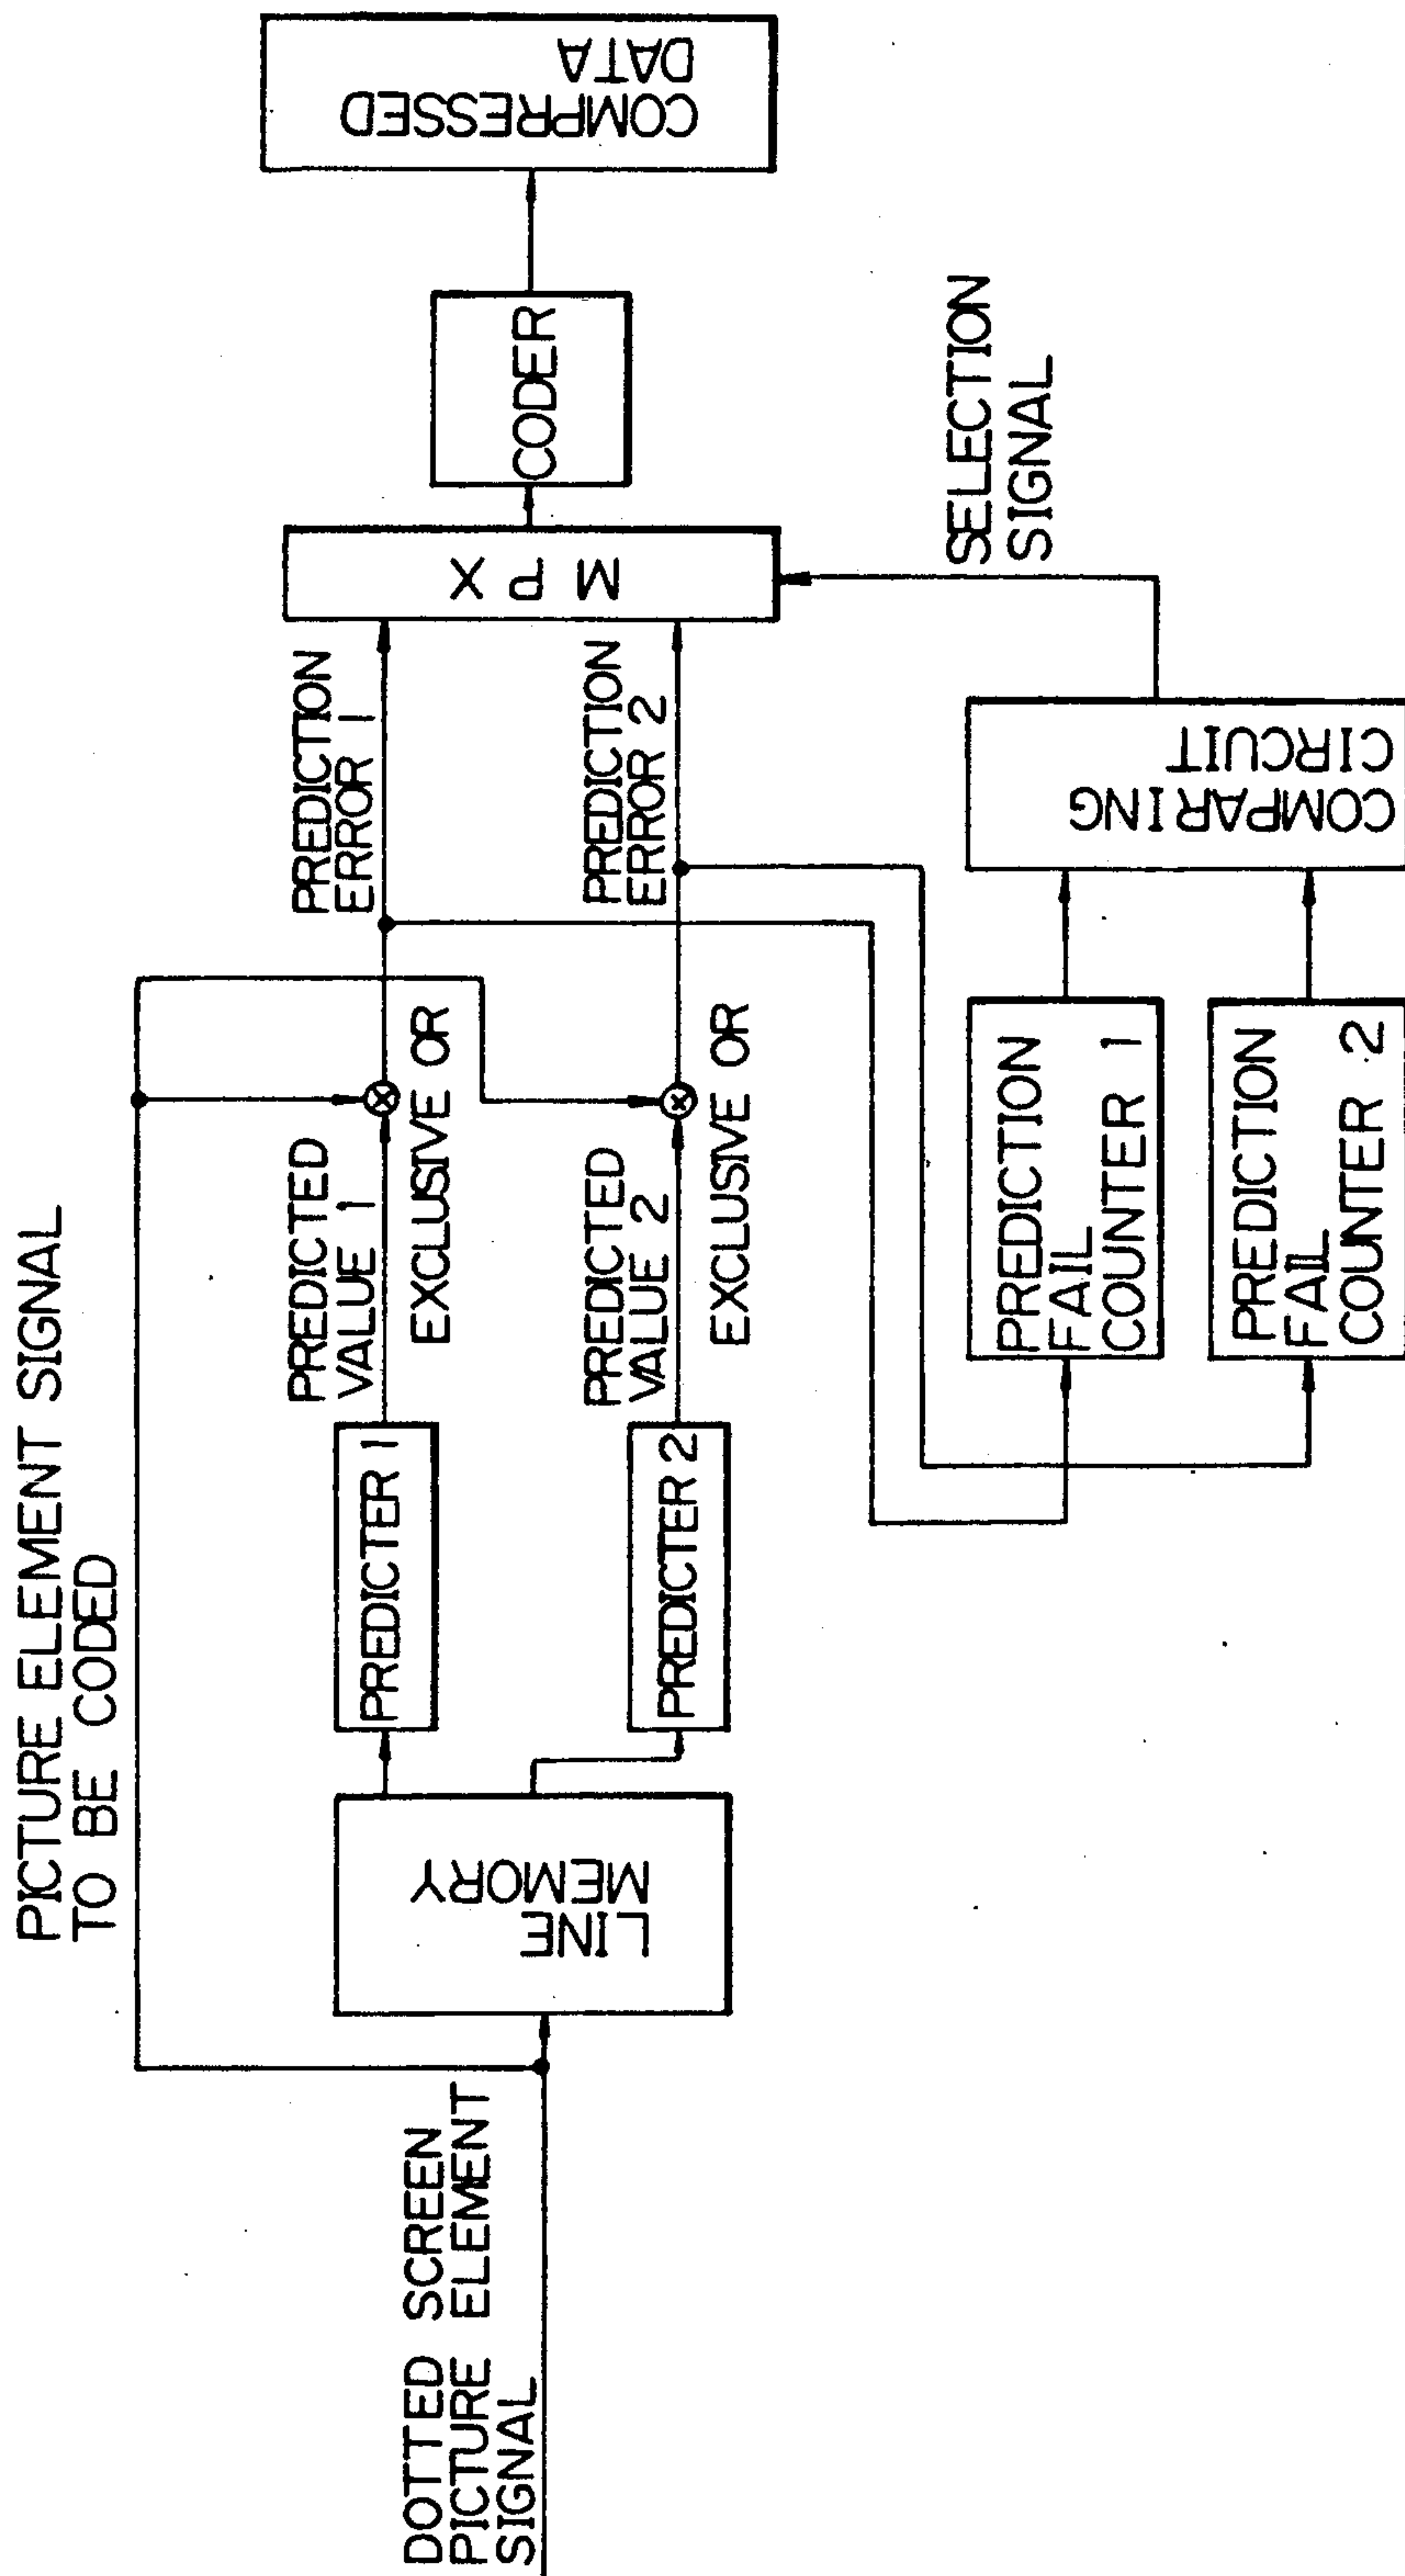 DOTTED SCREEN
PICTURE ELEMENT
SIGNAL
PICTURE ELEMENT SIGNAL
TO BE CODED
LINE
MEMORY
PREDICTER 1
PREDICTER 2
PREDICTED
VALUE 1
EXCLUSIVE OR
PREDICTED
VALUE 2
EXCLUSIVE OR
PREDICTION
ERROR 1
PREDICTION
ERROR 2
MPX
CODER
COMPRESSED
DATA
PREDICTION
FAIL
COUNTER 1
PREDICTION
FAIL
COUNTER 2
COMPARING
CIRCUIT
SELECTION
SIGNAL